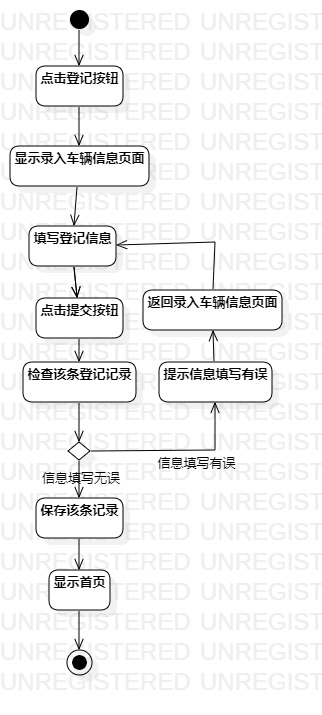 点击登记按钮
显示录入车辆信息页面
填写登记信息
点击提交按钮
返回录入车辆信息页面
检查该条登记记录
提示信息填写有误
信息填写有误
信息填写无误
保存该条记录
显示首页
UNREGISTERED